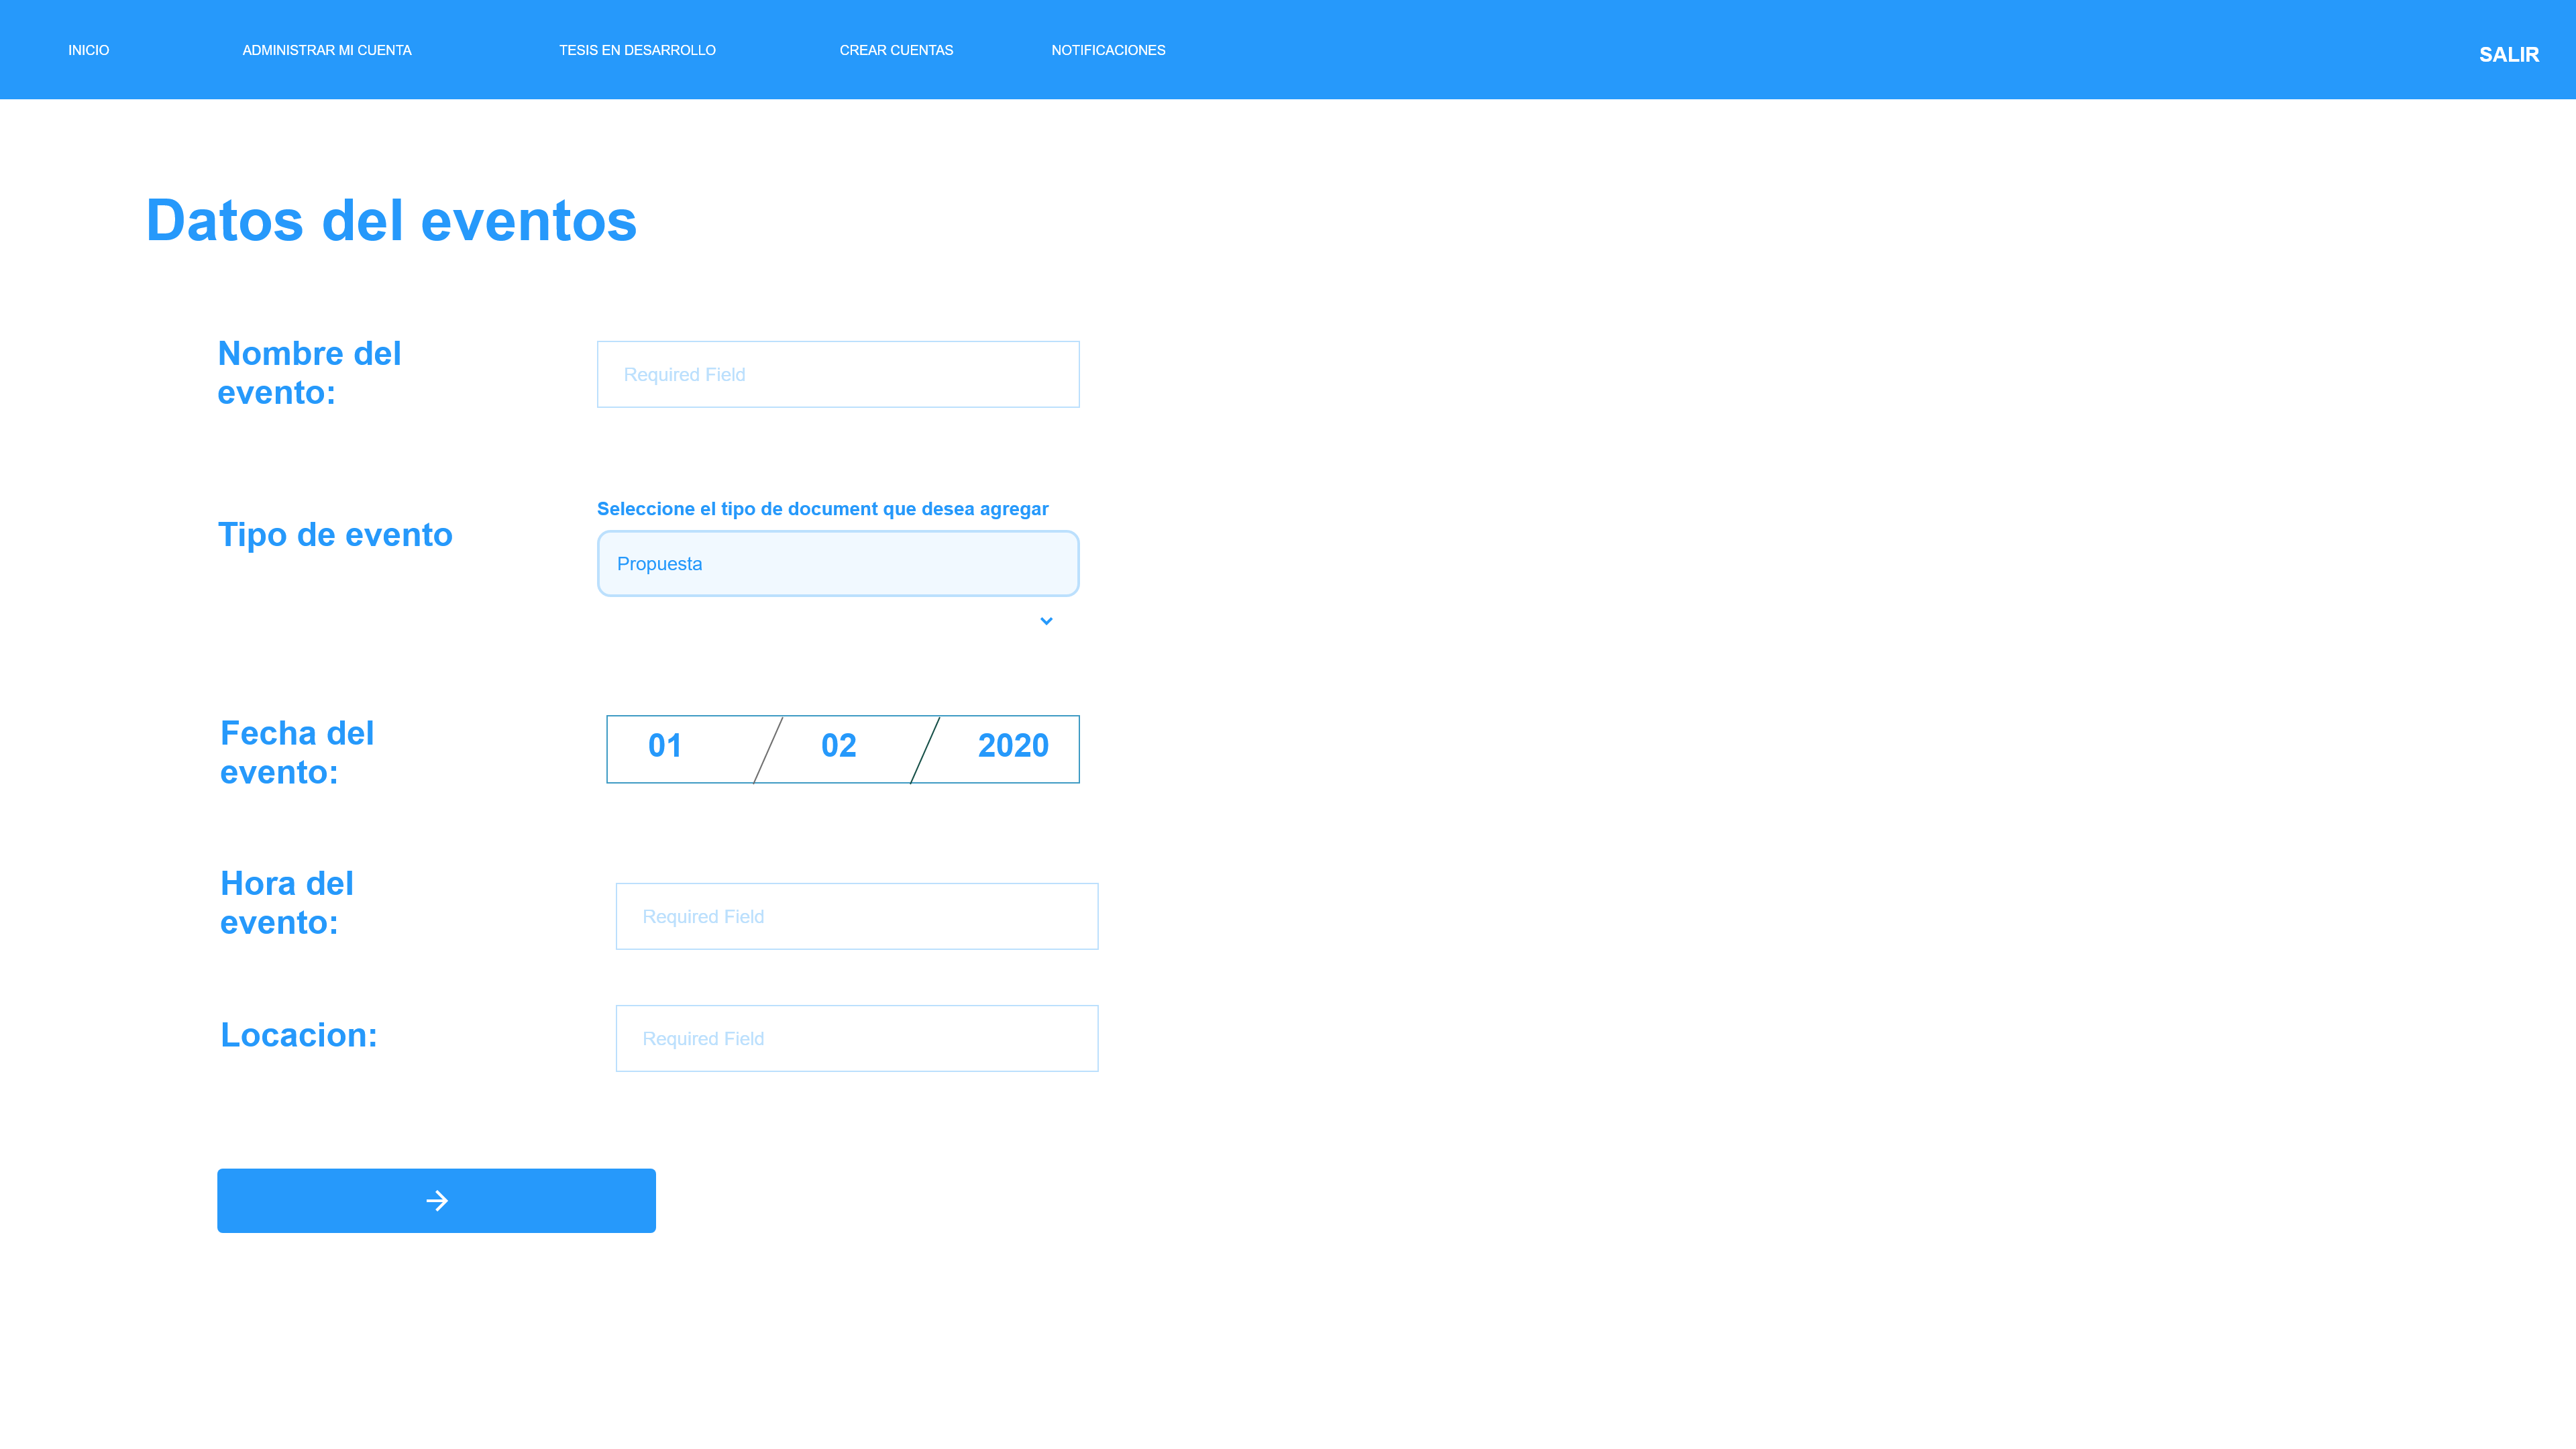 INICIO ADMINISTRAR MI CUENTA TESIS EN DESARROLLO CREAR CUENTAS NOTIFICACIONES SALIR
Datos del eventos
Nombre del
evento:
Required Field
Seleccione el tipo de document que desea agregar
Tipo de evento
Propuesta
Fecha del
evento:
01 / 02 / 2020
Hora del
evento:
Required Field
Locacion:
Required Field